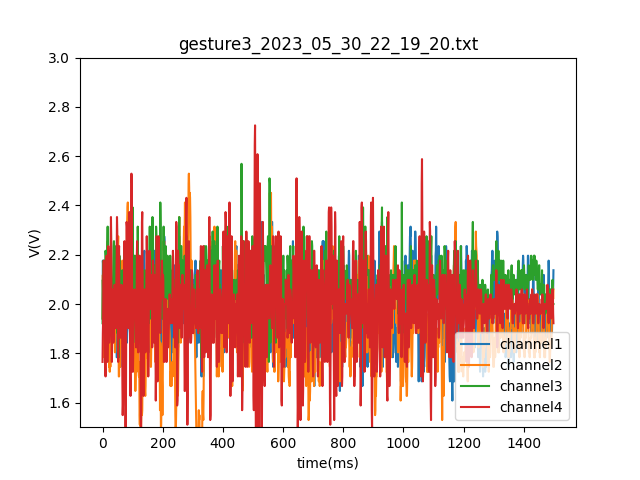 gesture3_2023_05_30_22_19_20.txt
3.0
2.8
2.6
2.4
2.2
2.0
1.8
1.6
V(V)
0 200 400 600 800 1000 1200 1400
time(ms)
channel1
channel2
channel3
channel4